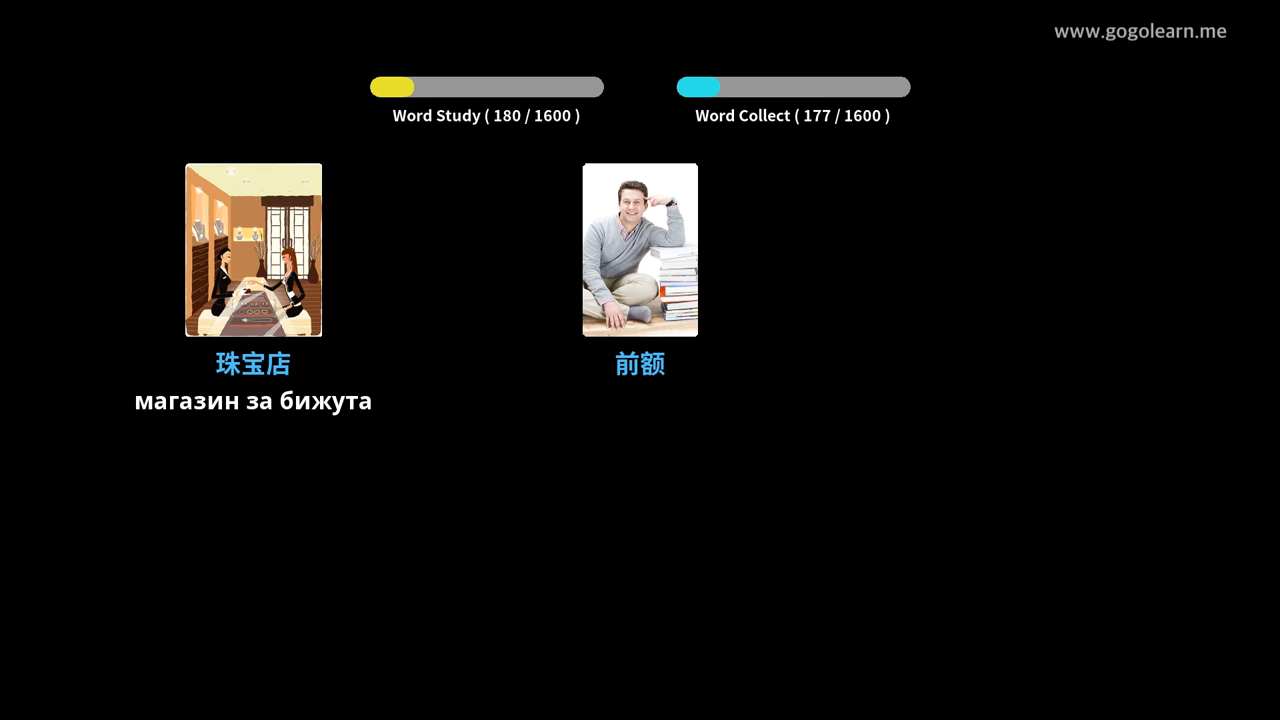 www.gogolearn.me
Word Study ( 180 / 1600 )
Word Collect ( 177 / 1600 )
珠宝店
前额
магазин за бижута